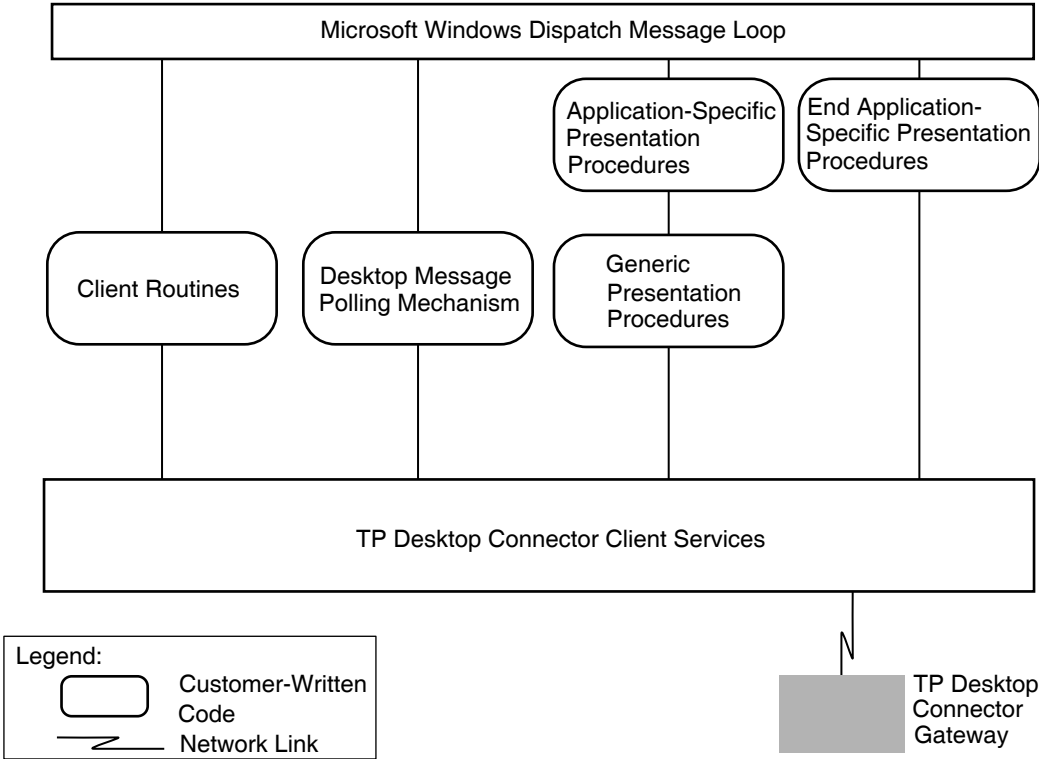 Microsoft Windows Dispatch Message Loop
Application-Specific
Presentation
Procedures
End Application-
Specific Presentation
Procedures
Client Routines
Desktop Message
Polling Mechanism
Generic
Presentation
Procedures
TP Desktop Connector Client Services
Legend:
Customer-Written
Code
Network Link
TP Desktop
Connector
Gateway